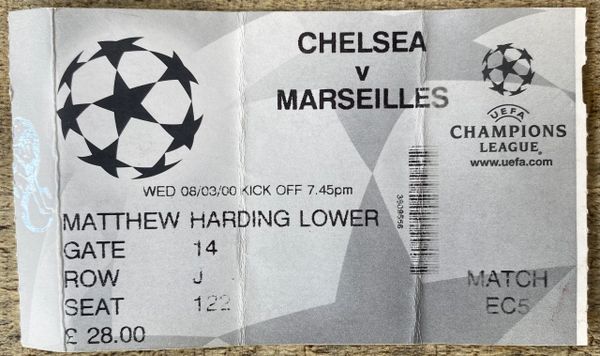 CHELSEA
v
MARSEILLES
UEFA
CHAMPIONS
LEAGUE
www.uefa.com
WED 08/03/00 KICK OFF 7.45pm
MATTHEW HARDING LOWER
GATE 14
ROW J
SEAT 122
£ 28.00
3608656
MATCH
EC5